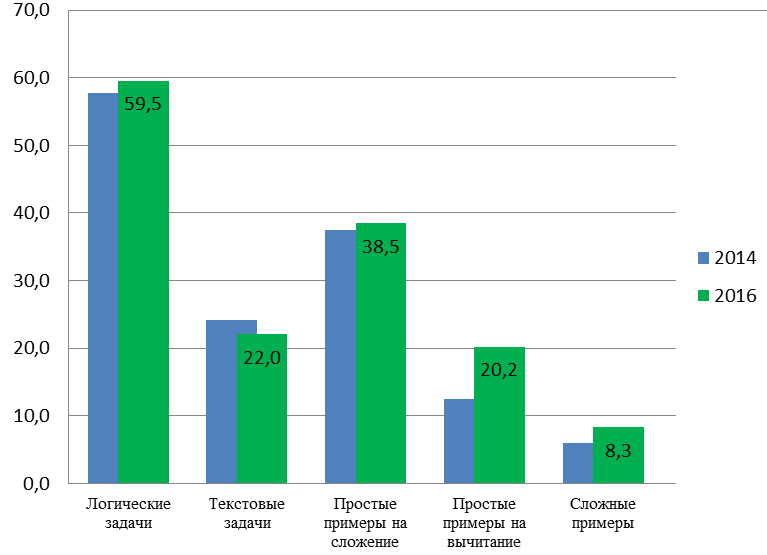 70,0
60,0
50,0
40,0
30,0
20,0
10,0
0,0
59,5
22,0
38,5
20,2
8,3
Логические
задачи
Текстовые
задачи
Простые
примеры на
сложение
Простые
примеры на
вычитание
Сложные
примеры
2014
2016